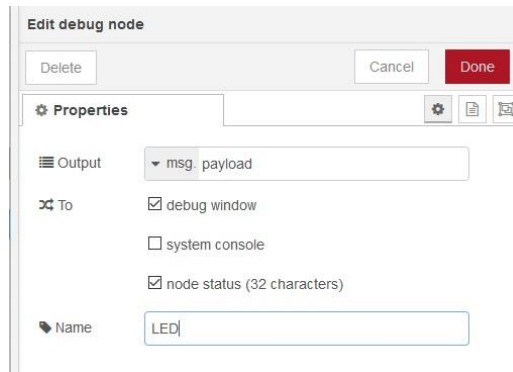 Edit debug node
Delete Cancel Done
Properties
Output msg. payload
To debug window
system console
node status (32 characters)
Name LED